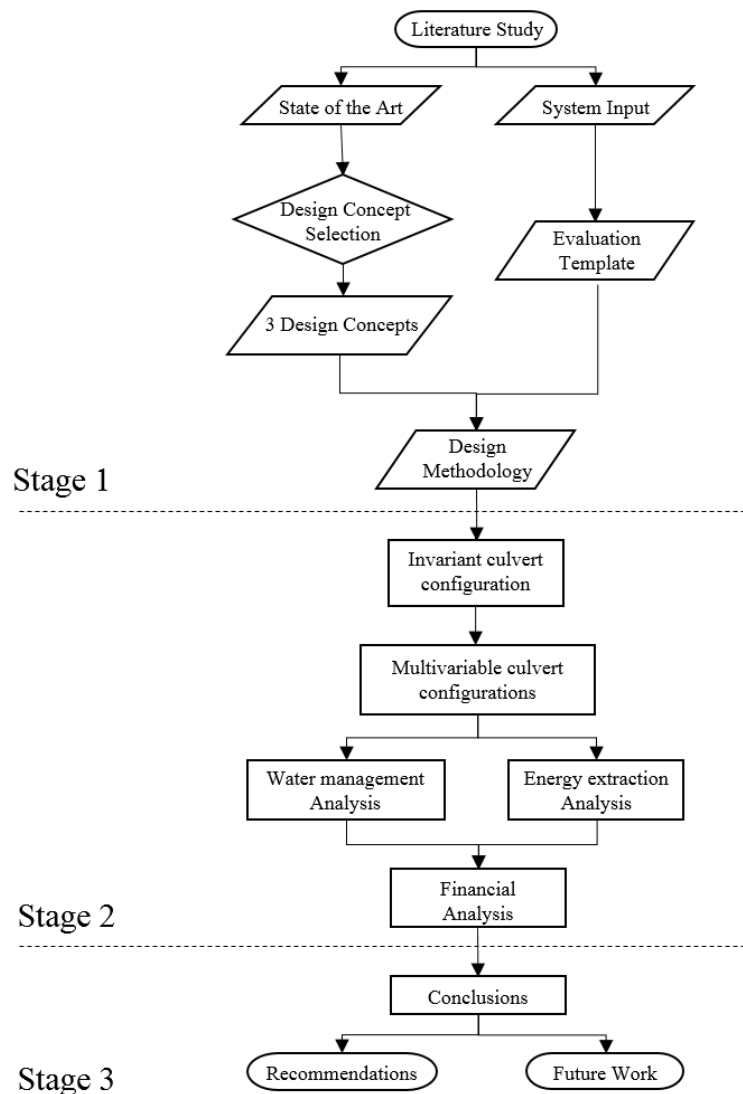 Literature Study
State of the Art
System Input
Design Concept
Selection
Evaluation
Template
3 Design Concepts
Design
Methodology
Stage 1
Invariant culvert
configuration
Multivariable culvert
configurations
Water management
Analysis
Energy extraction
Analysis
Financial
Analysis
Stage 2
Conclusions
Recommendations
Future Work
Stage 3